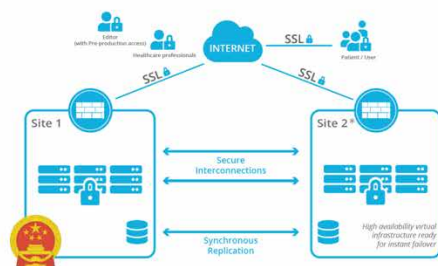 Editor
(with Pre-production access)
Healthcare professionals
INTERNET
SSL
Patient / User
SSL
SSL
Site 1
Site 2*
Secure
Interconnections
Synchronous
Replication
High availability virtual
infrastructure ready
for instant failover